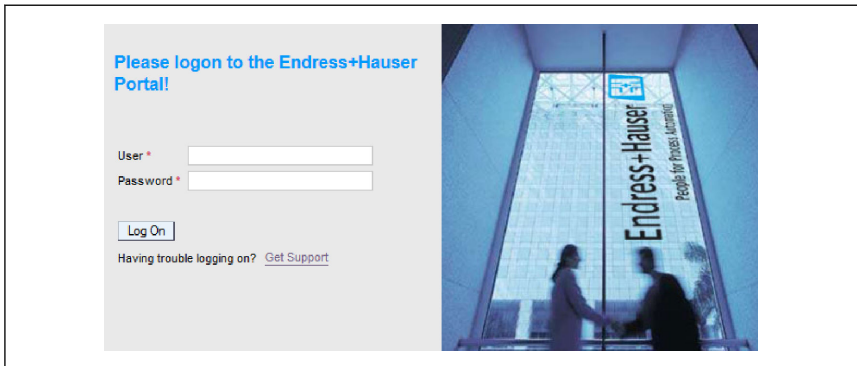 Please logon to the Endress+Hauser
Portal!
User *
Password *
Log On
Having trouble logging on? Get Support
Endress+Hauser
People for Process Automation